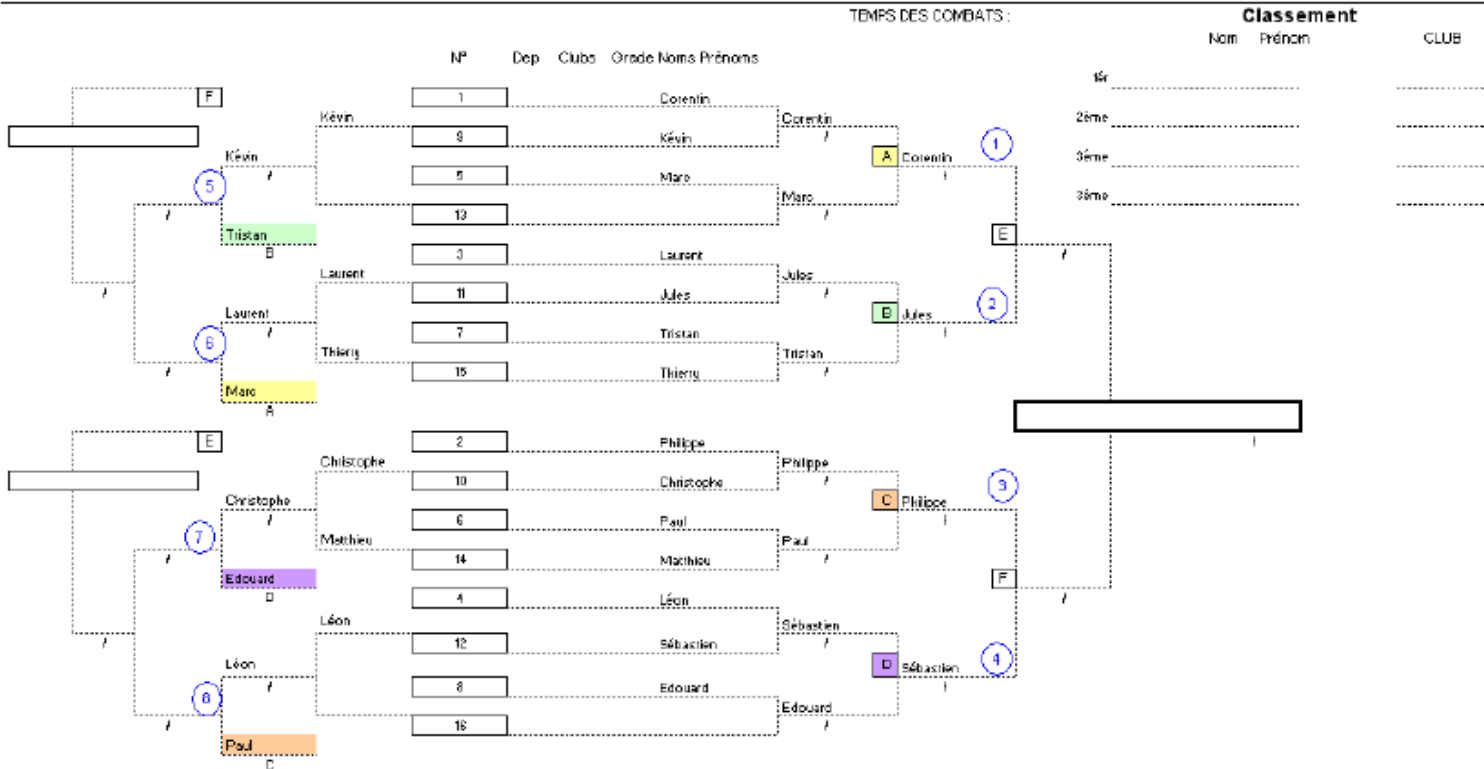 TEMPS DES COMBATS : Classement
Nom Prénom CLUB
N° Dep Clubs Grade Noms Prénoms
1ér
F 1 Corentin
Kévin Corentin 2ème
9 Kévin 1
Kévin A Corentin 3ème
5 5 Marc
Marc 3ème
13
Tristan E
B 3 Laurent
Laurent Jules
11 Jules 2
Laurent B Jules
6 7 Tristan
Thierry Tristan
15 Thierry
Marc
A
E 2 Philippe
Christophe Philippe
10 Christophe 3
Christophe C Philippe
7 6 Paul
Matthieu Paul
14 Matthieu
Edouard F
D 4 Léon
Léon Sébastien
12 Sébastien 4
Léon D Sébastien
8 8 Edouard
Edouard
16
Paul
C